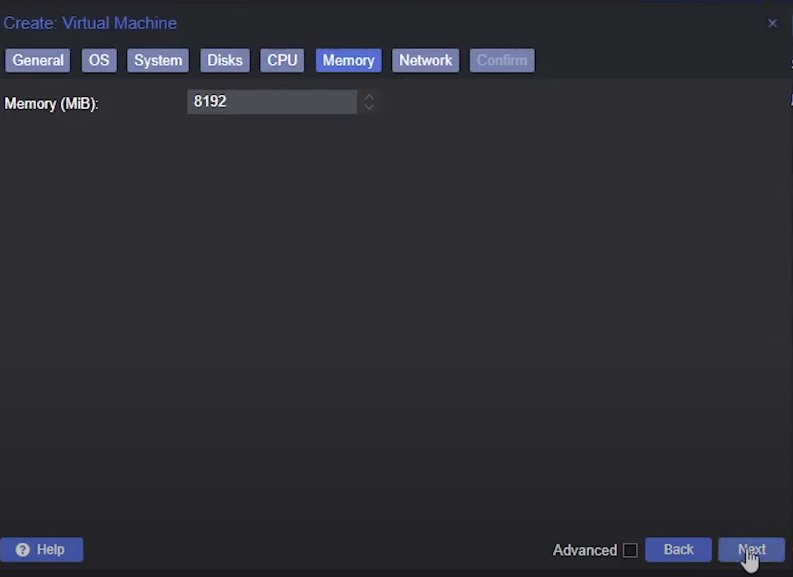 Create: Virtual Machine
General OS System Disks CPU Memory Network Confirm
Memory (MiB): 8192
Help Advanced Back Next